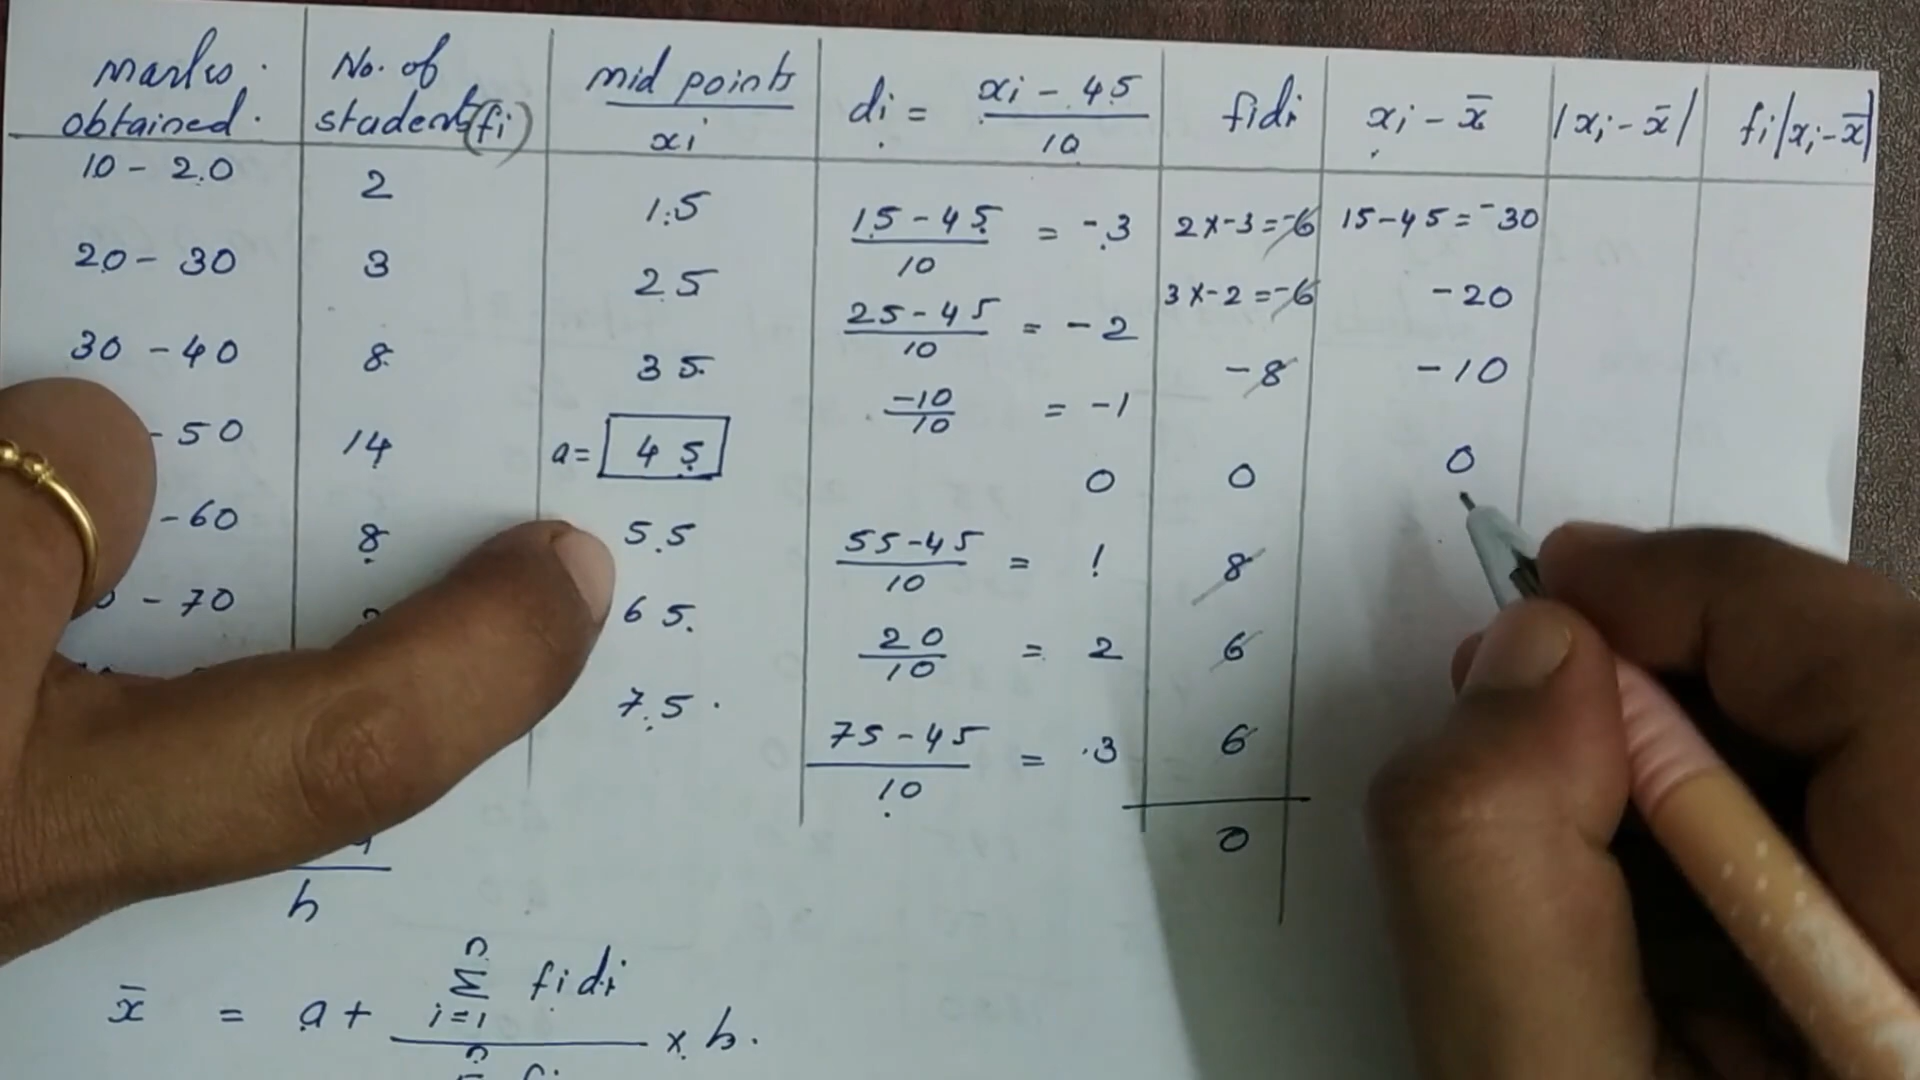 marks obtained. | No. of students (fi) | mid points xi | di = xi - 45 / 10 | fidi | xi - x̄ | |xi - x̄| | fi|xi - x̄|
10 - 20 | 2 | 15 | 15 - 45 / 10 = -3 | 2 x -3 = -6 | 15 - 45 = -30
20 - 30 | 3 | 25 | 25 - 45 / 10 = -2 | 3 x -2 = -6 | -20
30 - 40 | 8 | 35 | -10 / 10 = -1 | -8 | -10
- 50 | 14 | a = 45 | 0 | 0 | 0
- 60 | 8 | 55 | 55 - 45 / 10 = 1 | 8
- 70 | 65 | 20 / 10 = 2 | 6
75 | 75 - 45 / 10 = 3 | 6
0
h
x̄ = a + n Σ i=1 fidi / n × h.